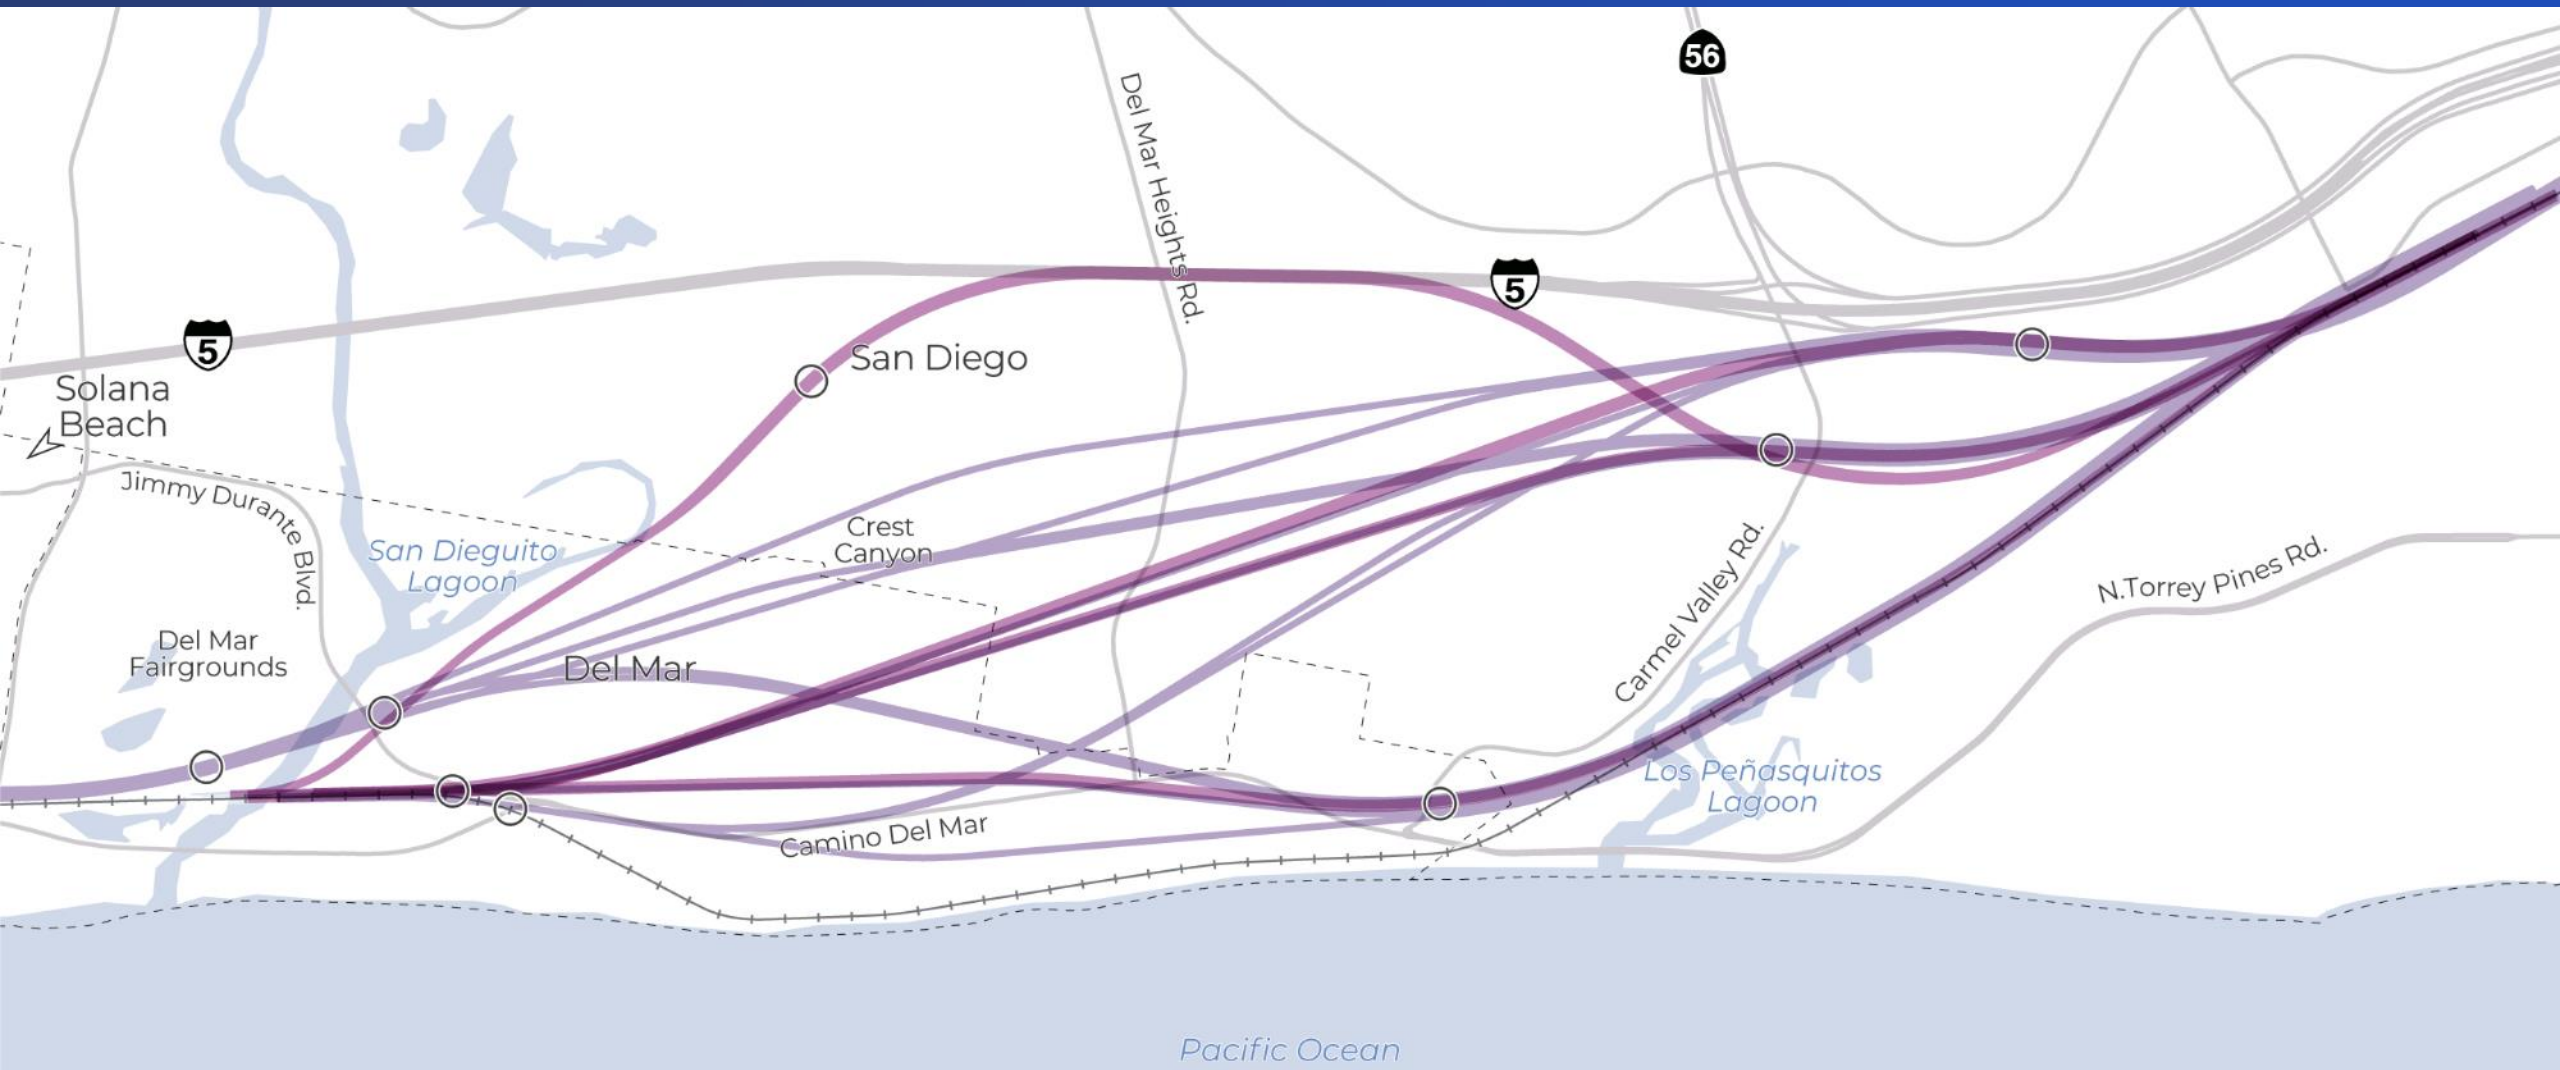 56
Del Mar Heights Rd.
5
5
San Diego
Solana
Beach
Jimmy Durante Blvd.
Crest
Canyon
San Dieguito
Lagoon
N.Torrey Pines Rd.
Carmel Valley Rd.
Del Mar
Fairgrounds
Del Mar
Los Peñasquitos
Lagoon
Camino Del Mar
Pacific Ocean